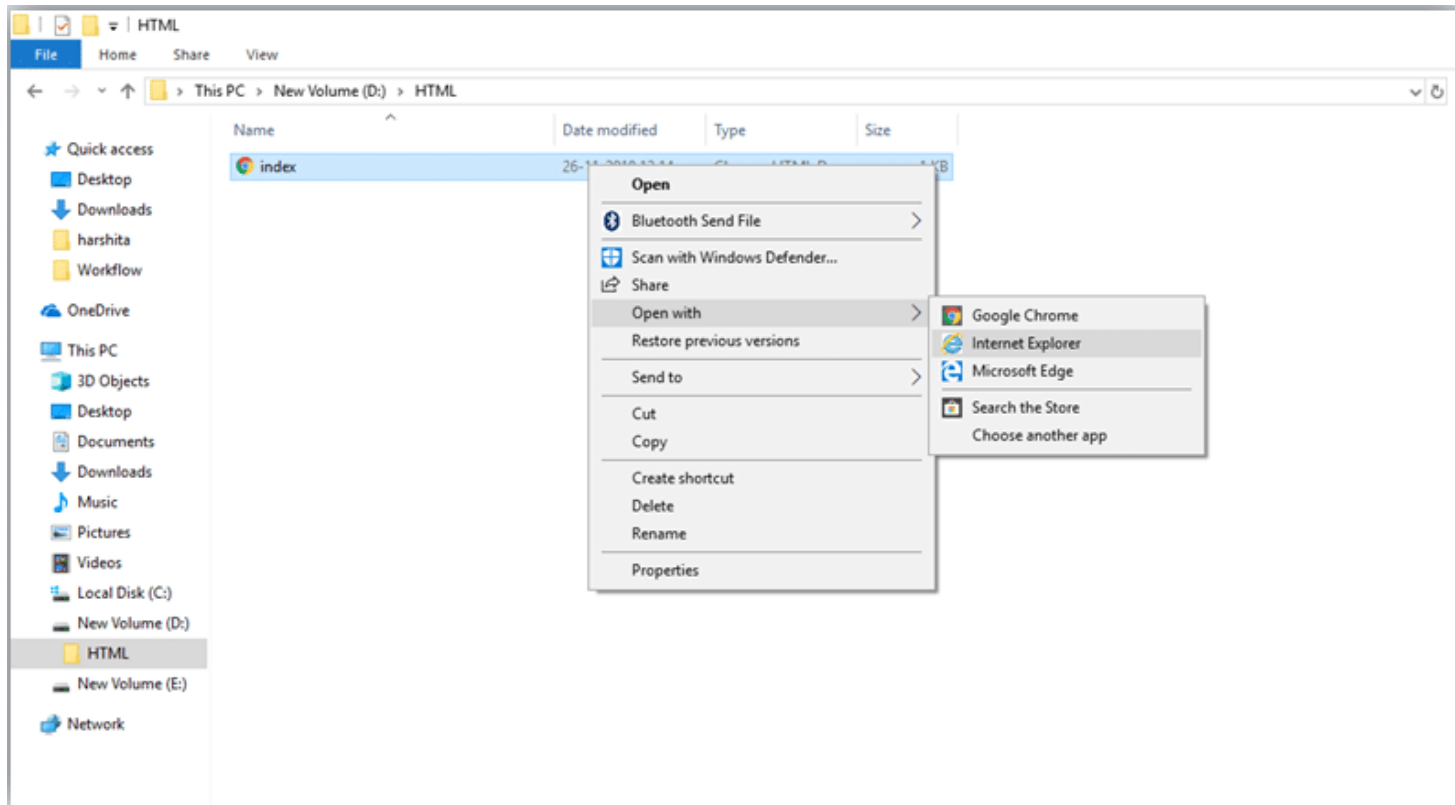 HTML
File Home Share View
This PC > New Volume (D:) > HTML
Name Date modified Type Size
Quick access
Desktop
Downloads
harshita
Workflow
OneDrive
This PC
3D Objects
Desktop
Documents
Downloads
Music
Pictures
Videos
Local Disk (C:)
New Volume (D:)
HTML
New Volume (E:)
Network
index
Open
Bluetooth Send File
Scan with Windows Defender...
Share
Open with
Restore previous versions
Send to
Cut
Copy
Create shortcut
Delete
Rename
Properties
Google Chrome
Internet Explorer
Microsoft Edge
Search the Store
Choose another app